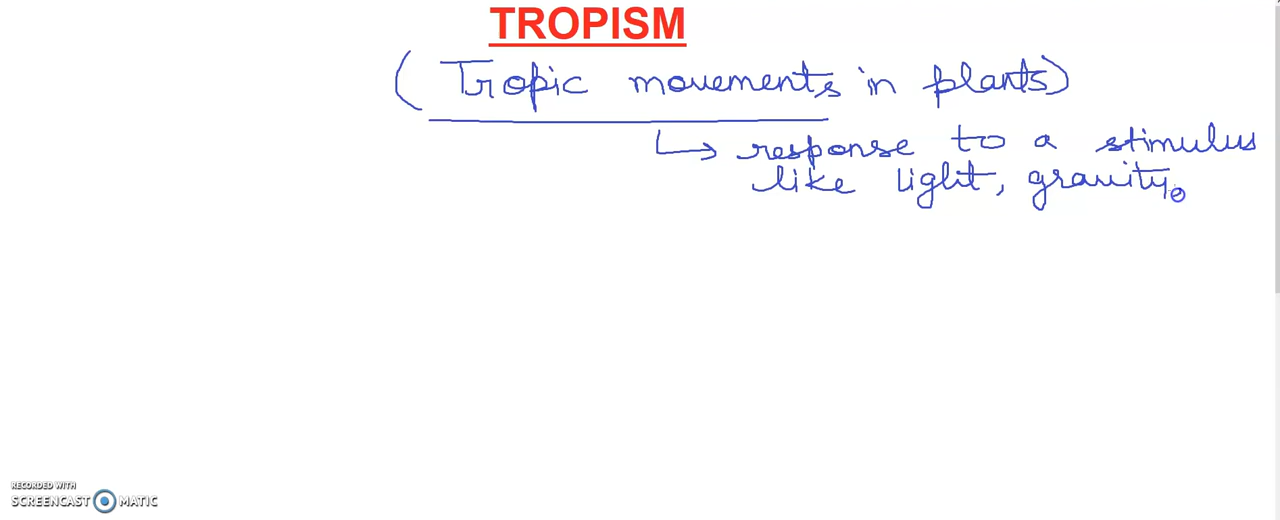 TROPISM
( Tropic movements in plants)
↳ response to a stimulus
like light, gravity,
RECORDED WITH
SCREENCAST MATIC